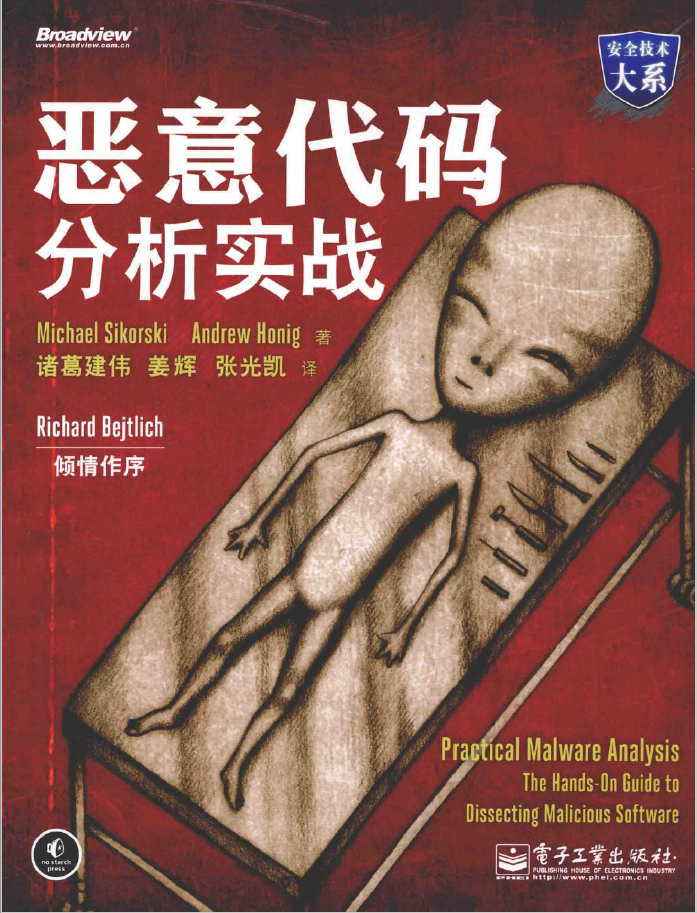 Broadview®
www.broadview.com.cn
安全技术
大系
恶意代码
分析实战
Michael Sikorski Andrew Honig 著
诸葛建伟 姜辉 张光凯 译
Richard Bejtlich
倾情作序
Practical Malware Analysis
The Hands-On Guide to
Dissecting Malicious Software
no starch
press
電子工業出版社·
PUBLISHING HOUSE OF ELECTRONICS INDUSTRY
http://www.phei.com.cn